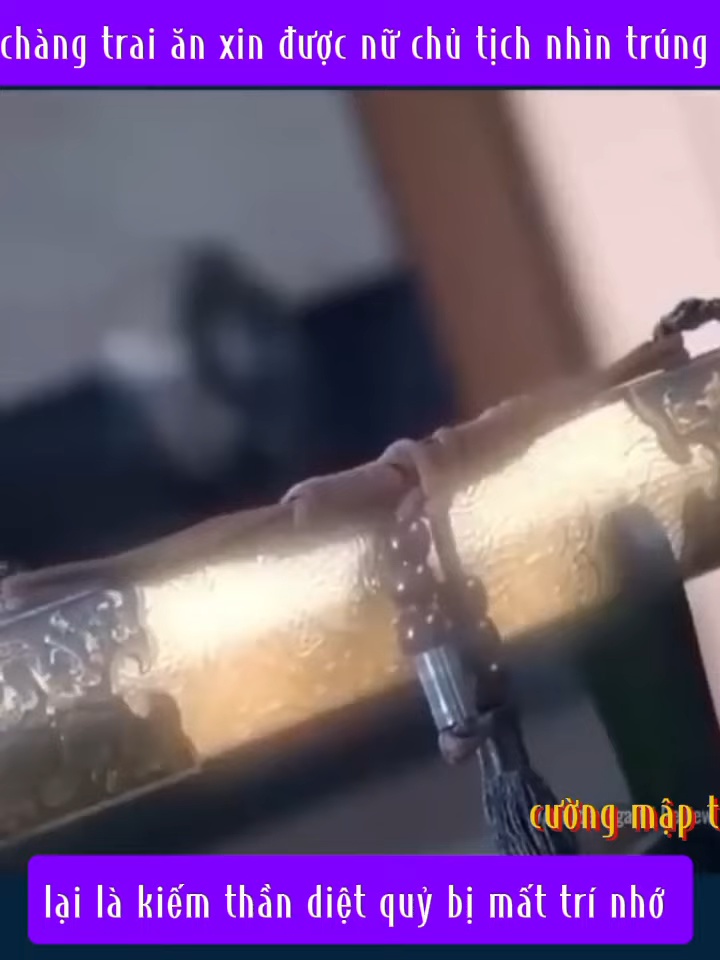 chàng trai ăn xin được nữ chủ tịch nhìn trúng
cường mập t
lại là kiếm thần diệt quỷ bị mất trí nhớ